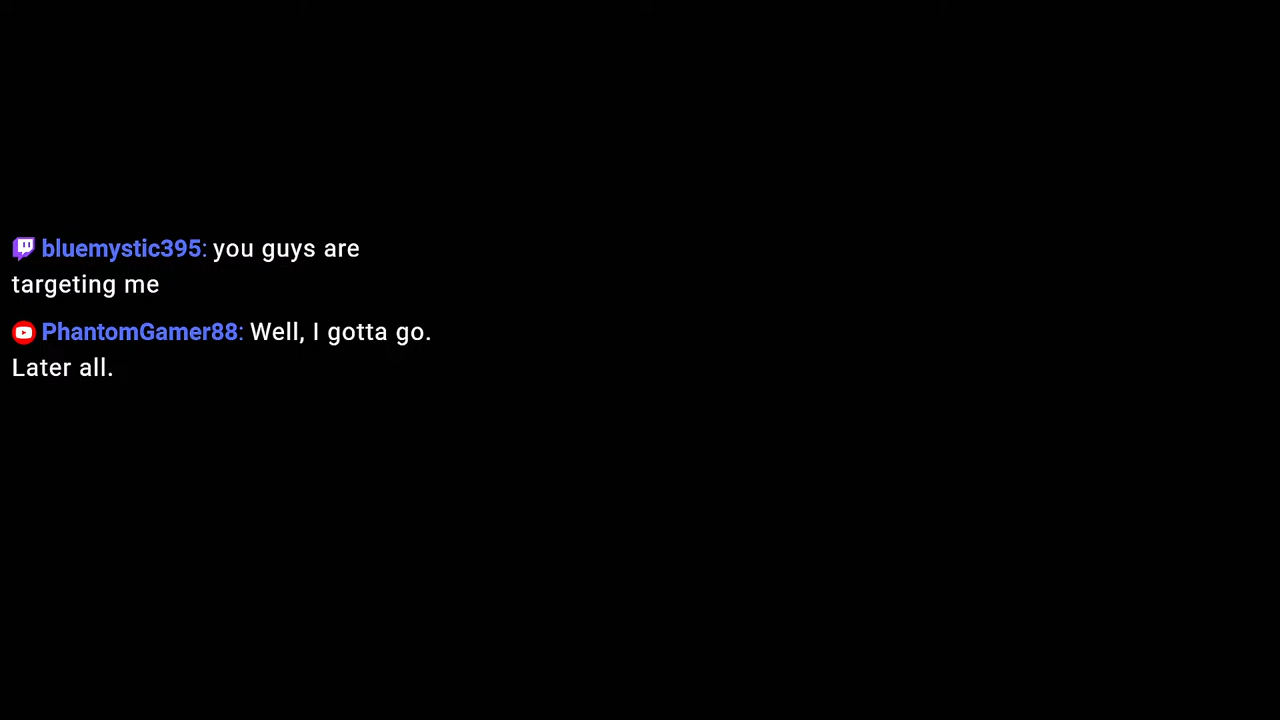 bluemystic395: you guys are
targeting me
PhantomGamer88: Well, I gotta go.
Later all.